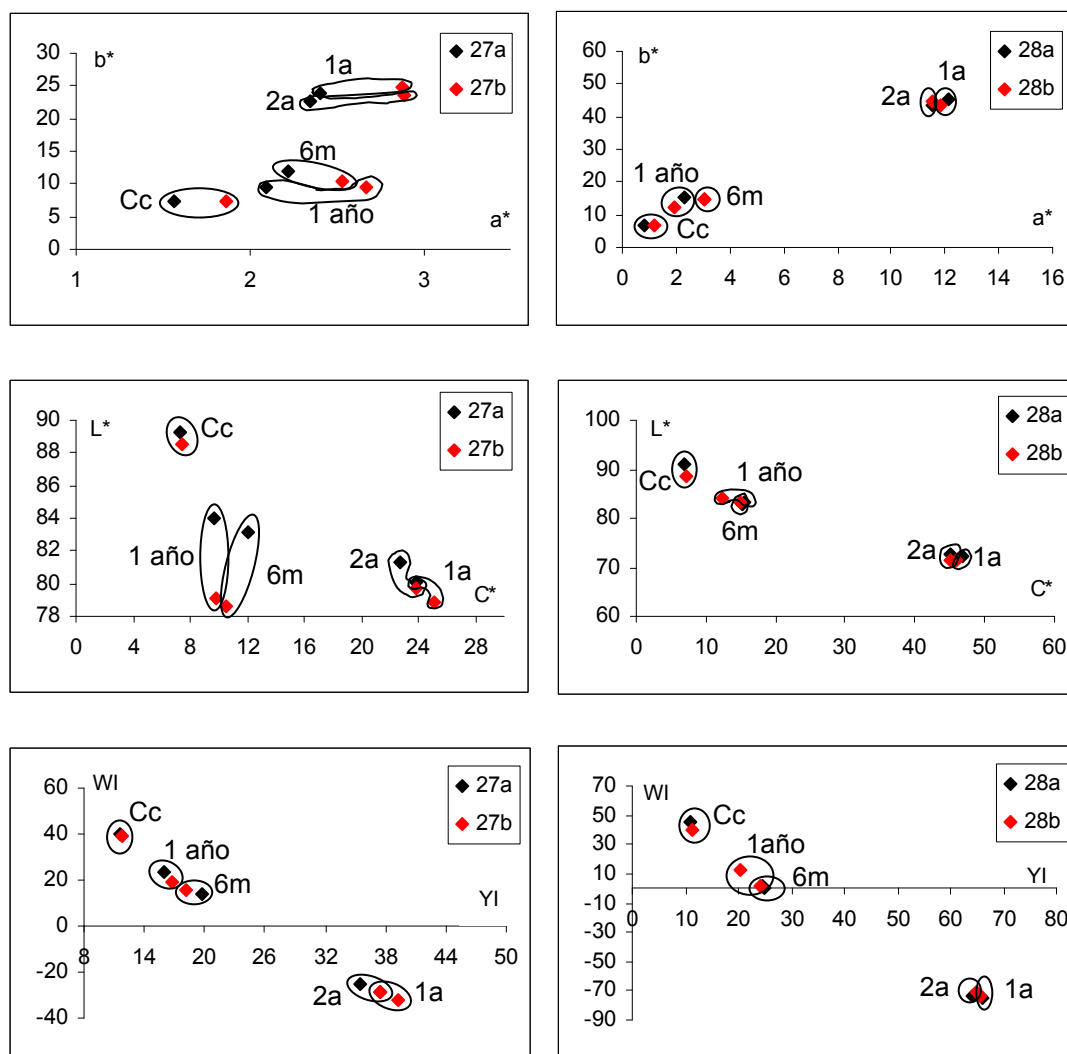 b*
30
25
20
15
10
5
0
1 2 3
a*
1a
2a
6m
Cc
1 año
27a
27b
b*
60
50
40
30
20
10
0
0 2 4 6 8 10 12 14 16
a*
1a
2a
1 año
6m
Cc
28a
28b
L*
90
88
86
84
82
80
78
0 4 8 12 16 20 24 28
C*
Cc
1 año
6m
2a
1a
27a
27b
L*
100
90
80
70
60
0 10 20 30 40 50 60
C*
Cc
1 año
6m
2a
1a
28a
28b
WI
60
40
20
0
-20
-40
8 14 20 26 32 38 44 50
YI
Cc
1 año
6m
2a
1a
27a
27b
WI
70
50
30
10
-10
-30
-50
-70
-90
0 10 20 30 40 50 60 70 80
YI
Cc
1año
6m
2a
1a
28a
28b